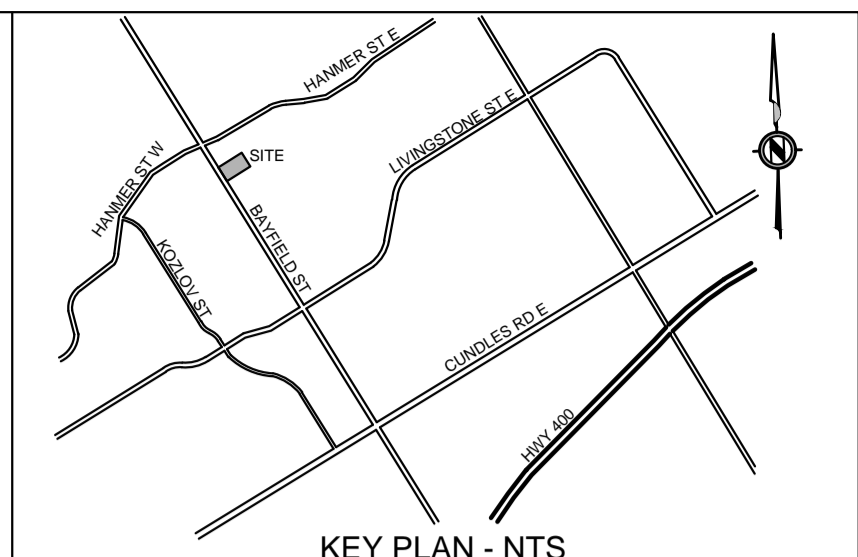 HANMER ST E
LIVINGSTONE ST E
SITE
HANMER ST W
BAYFIELD ST
KOZLOV ST
N
CUNDLES RD E
HWY 400
KEY PLAN - NTS